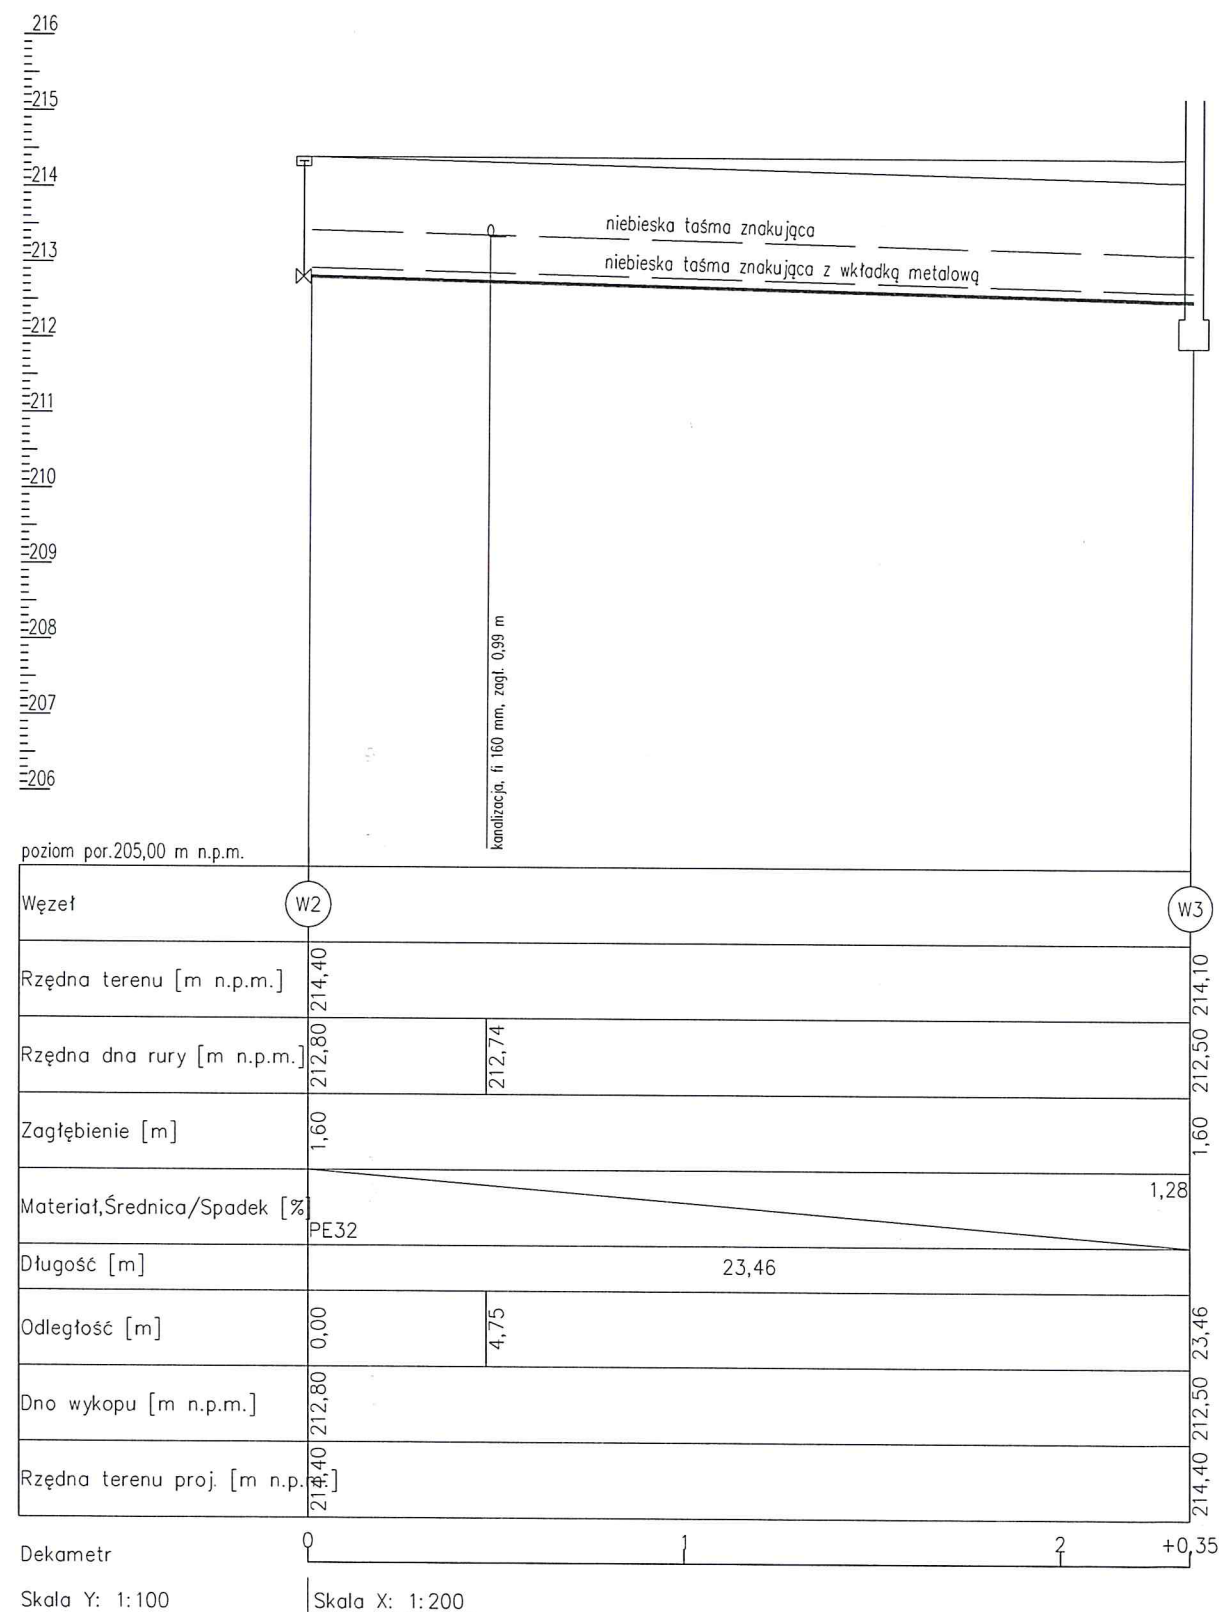 216
215
214
213
212
211
210
209
208
207
206
niebieska taśma znakująca
niebieska taśma znakująca z wkładką metalową
kanalizacja, fi 160 mm, zagł. 0,99 m
poziom por.205,00 m n.p.m.
Węzeł W2 W3
Rzędna terenu [m n.p.m.] 214,40 214,10
Rzędna dna rury [m n.p.m.] 212,80 212,74 212,50
Zagłębienie [m] 1,60 1,60
Materiał,Średnica/Spadek [%] PE32 1,28
Długość [m] 23,46
Odległość [m] 0,00 4,75 23,46
Dno wykopu [m n.p.m.] 212,80 212,50
Rzędna terenu proj. [m n.p.m.] 214,40 214,40
Dekametr 0 1 2 +0,35
Skala Y: 1:100 Skala X: 1:200